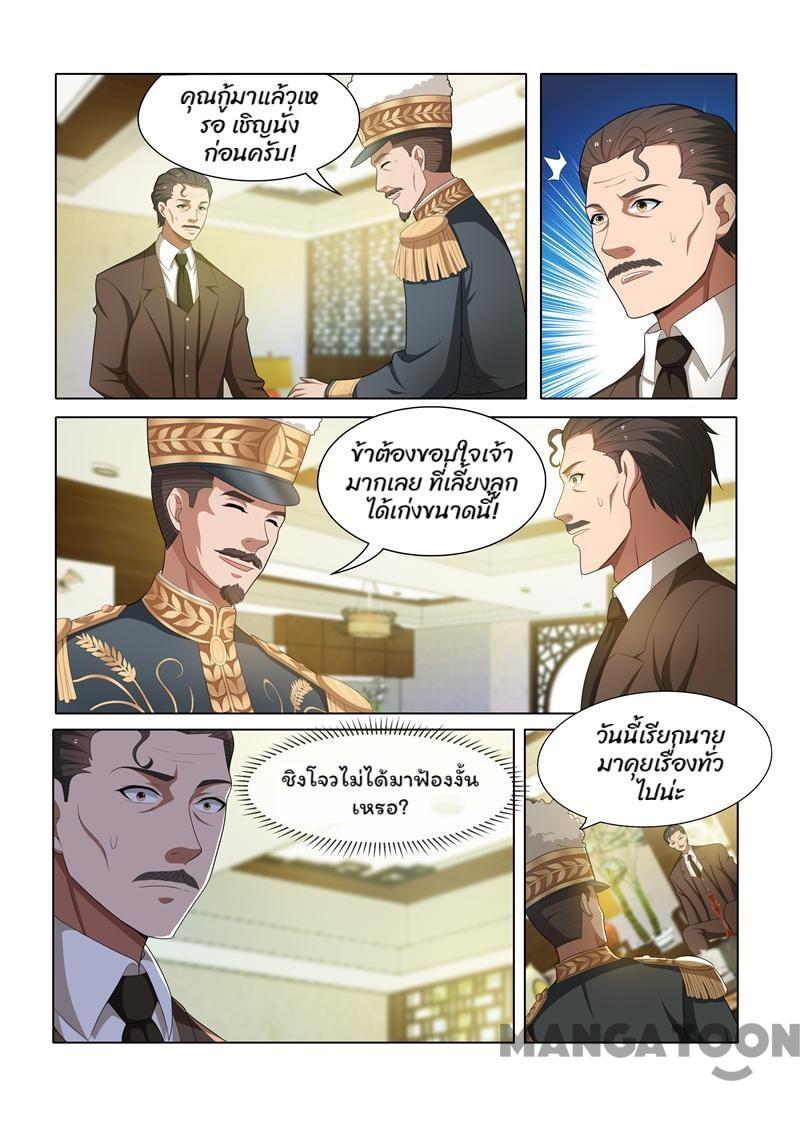 คุณกู้มาแล้วเห
รอ เชิญนั่ง
ก่อนครับ!
ข้าต้องขอบใจเจ้า
มากเลย ที่เลี้ยงลูก
ได้เก่งขนาดนี้!
ชิงโจวไม่ได้มาฟ้องงั้น
เหรอ?
วันนี้เรียกนาย
มาคุยเรื่องทั่ว
ไปน่ะ
MANGATOON